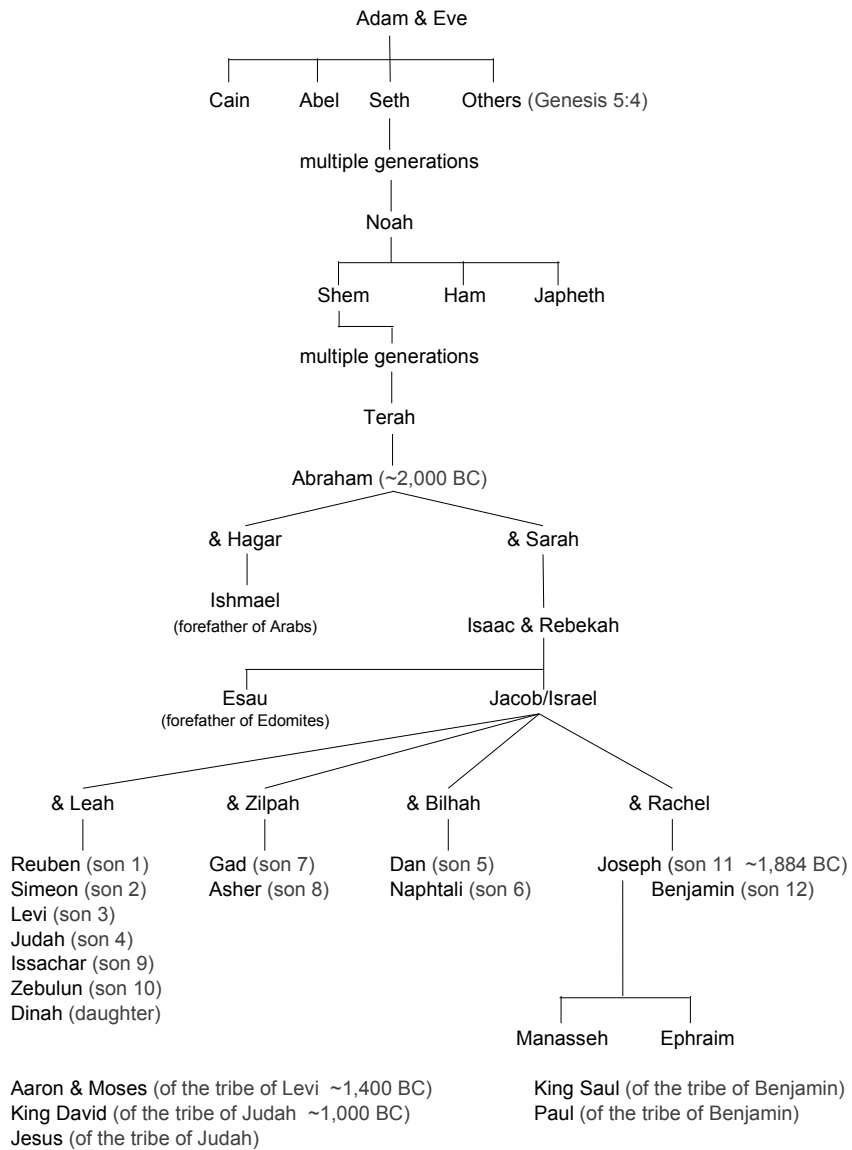 Adam & Eve
Cain Abel Seth Others (Genesis 5:4)
multiple generations
Noah
Shem Ham Japheth
multiple generations
Terah
Abraham (~2,000 BC)
& Hagar & Sarah
Ishmael
(forefather of Arabs) Isaac & Rebekah
Esau Jacob/Israel
(forefather of Edomites)
& Leah & Zilpah & Bilhah & Rachel
Reuben (son 1) Gad (son 7) Dan (son 5) Joseph (son 11 ~1,884 BC)
Simeon (son 2) Asher (son 8) Naphtali (son 6) Benjamin (son 12)
Levi (son 3)
Judah (son 4)
Issachar (son 9)
Zebulun (son 10)
Dinah (daughter)
Manasseh Ephraim
Aaron & Moses (of the tribe of Levi ~1,400 BC) King Saul (of the tribe of Benjamin)
King David (of the tribe of Judah ~1,000 BC) Paul (of the tribe of Benjamin)
Jesus (of the tribe of Judah)